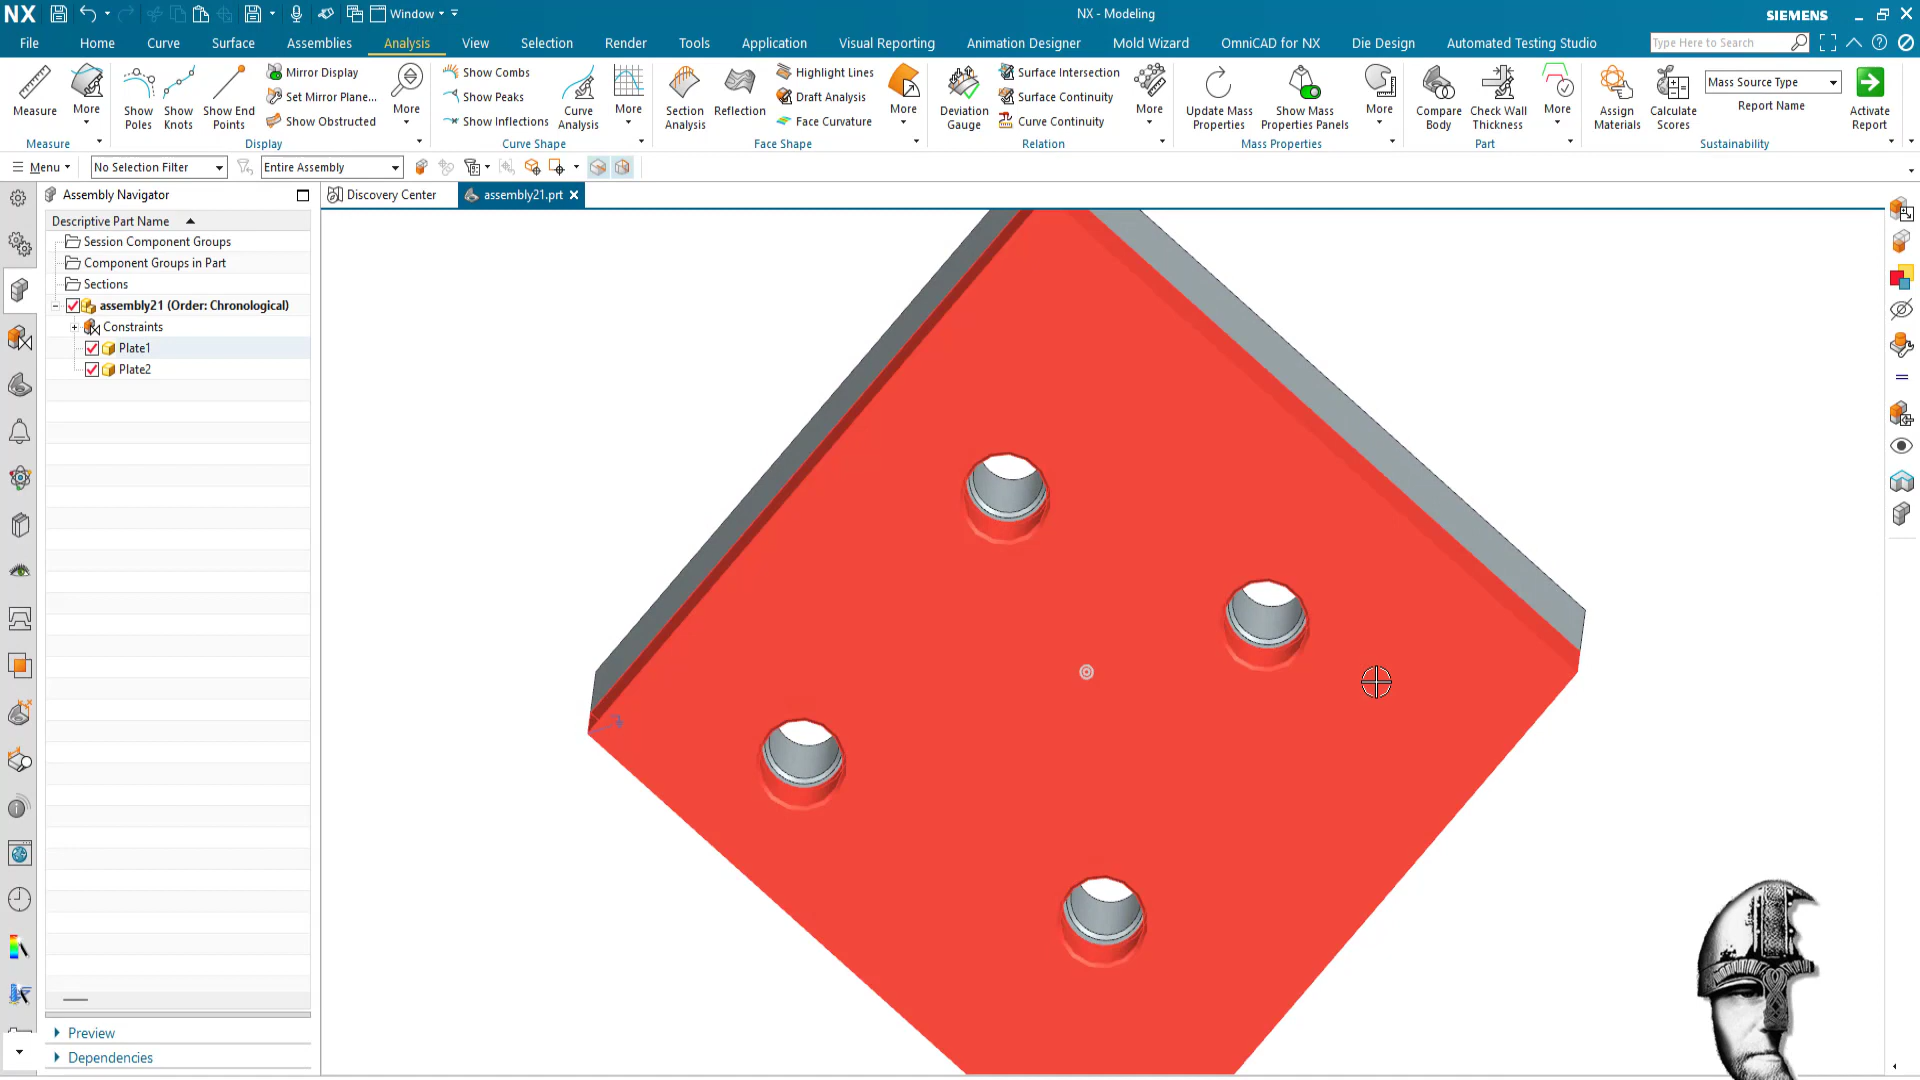 NX
Window
NX - Modeling
SIEMENS
File
Home
Curve
Surface
Assemblies
Analysis
View
Selection
Render
Tools
Application
Visual Reporting
Animation Designer
Mold Wizard
OmniCAD for NX
Die Design
Automated Testing Studio
Type Here to Search
Measure
More
Measure
Show Poles
Show Knots
Show End Points
Mirror Display
Set Mirror Plane...
Show Obstructed
More
Display
Show Combs
Show Peaks
Show Inflections
Curve Analysis
More
Curve Shape
Section Analysis
Reflection
Highlight Lines
Draft Analysis
Face Curvature
More
Face Shape
Deviation Gauge
Surface Intersection
Surface Continuity
Curve Continuity
More
Relation
Update Mass Properties
Show Mass Properties Panels
More
Mass Properties
Compare Body
Check Wall Thickness
More
Part
Assign Materials
Calculate Scores
Mass Source Type
Report Name
Activate Report
Sustainability
Menu
No Selection Filter
Entire Assembly
Assembly Navigator
Discovery Center
assembly21.prt
Descriptive Part Name
Session Component Groups
Component Groups in Part
Sections
assembly21 (Order: Chronological)
Constraints
Plate1
Plate2
Preview
Dependencies